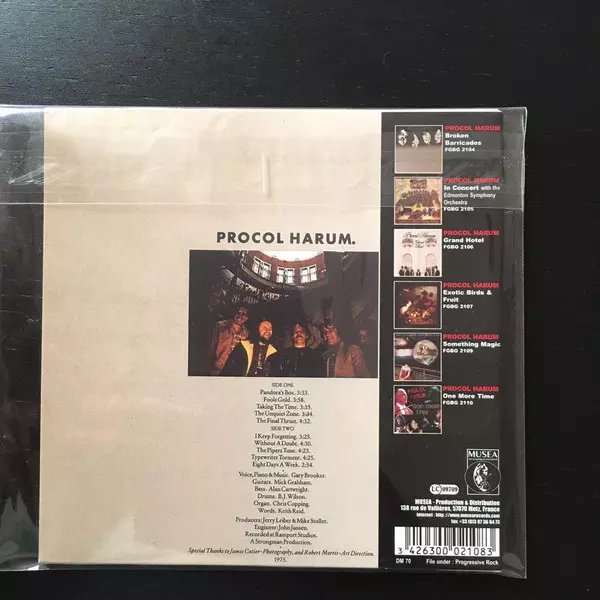 PROCOL HARUM.
SIDE ONE
Pandora's Box. 3:33.
Fools Gold. 3:58.
Taking The Time. 3:35.
The Unquiet Zone. 3:34.
The Final Thrust. 4:32.
SIDE TWO
I Keep Forgetting. 3:25.
Without a Doubt. 4:30.
The Pipers Tune. 4:23.
Typewriter Torment. 4:25.
Eight Days A Week. 2:54.
Voice, Piano & Music. Gary Brooker.
Guitars. Mick Grabham.
Bass. Alan Cartwright.
Drums. B.J. Wilson.
Organ. Chris Copping.
Words. Keith Reid.
Producers: Jerry Leiber & Mike Stoller.
Engineer: John Jansen.
Recorded at Ramport Studios.
A Strongman Production.
Special Thanks to James Cotier-Photography, and Robert Morris-Art Direction.
1975.
PROCOL HARUM
Broken
Barricades
FGBG 2104
PROCOL HARUM
In Concert with the
Edmonton Symphony
Orchestra
FGBG 2105
PROCOL HARUM
Grand Hotel
FGBG 2106
PROCOL HARUM
Exotic Birds &
Fruit
FGBG 2107
PROCOL HARUM
Something Magic
FGBG 2109
PROCOL HARUM
One More Time
FGBG 2110
MUSEA
LC 09709
MUSEA - Production & Distribution
138 rue de Vallières, 57070 Metz, France
internet : http://www.musearecords.com
3 426300 021083
DM 70
File under : Progressive Rock